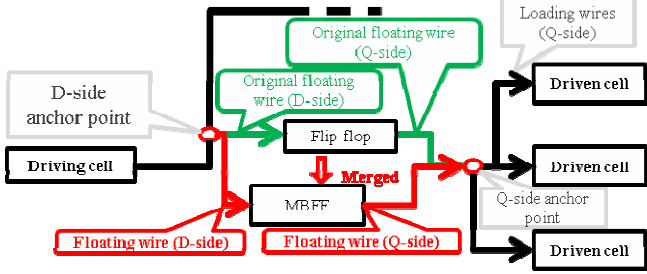 Loading wires
(Q-side)
Original floating wire
(Q-side)
Original floating
wire (D-side)
D-side
anchor point
Driven cell
Flip flop
Driving cell
Merged
Driven cell
MBFF
Q-side anchor
point
Floating wire (D-side)
Floating wire (Q-side)
Driven cell